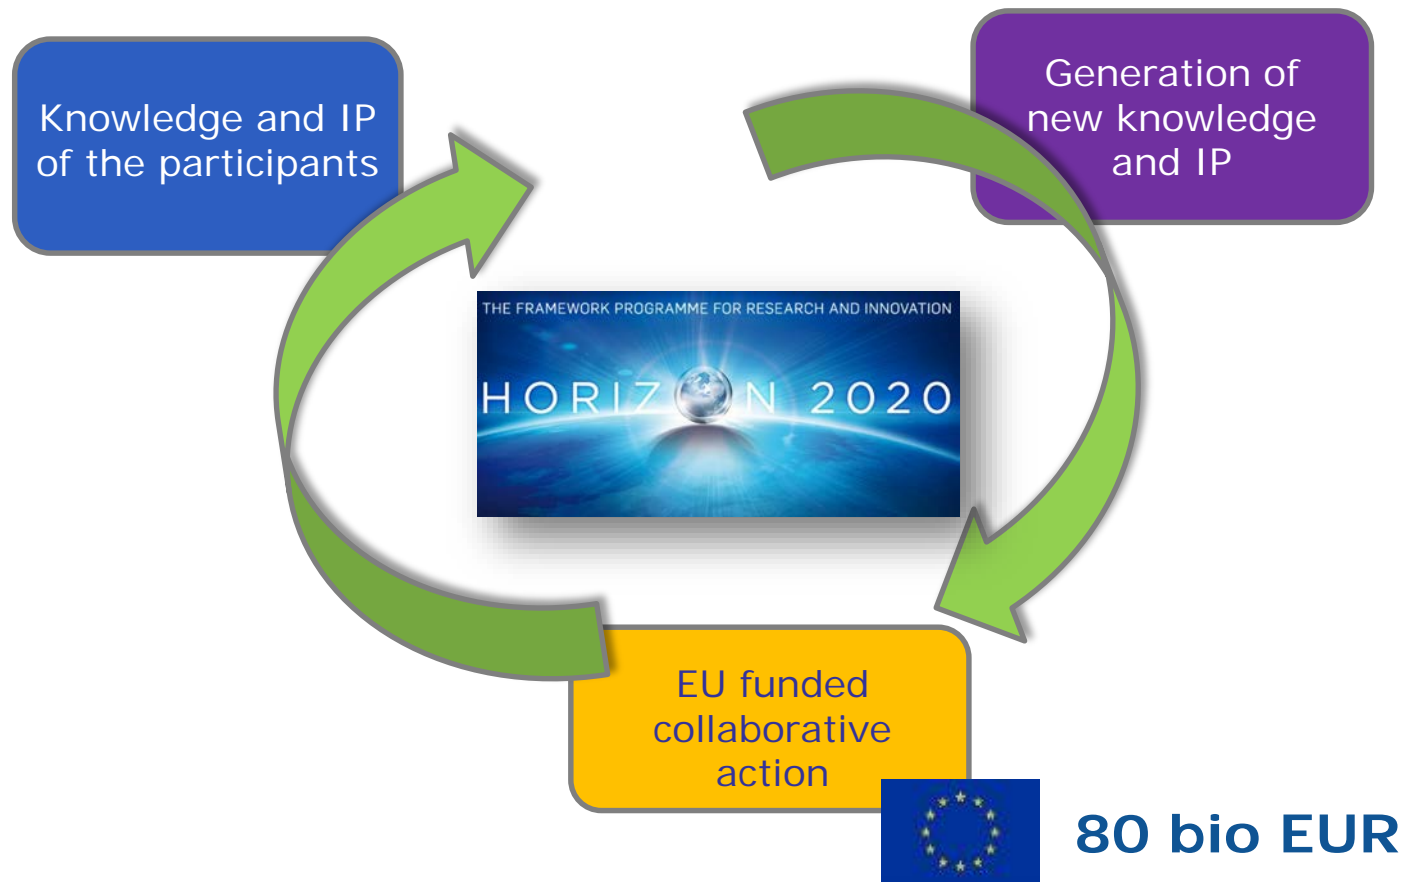 Knowledge and IP
of the participants
Generation of
new knowledge
and IP
THE FRAMEWORK PROGRAMME FOR RESEARCH AND INNOVATION
HORIZON 2020
EU funded
collaborative
action
80 bio EUR